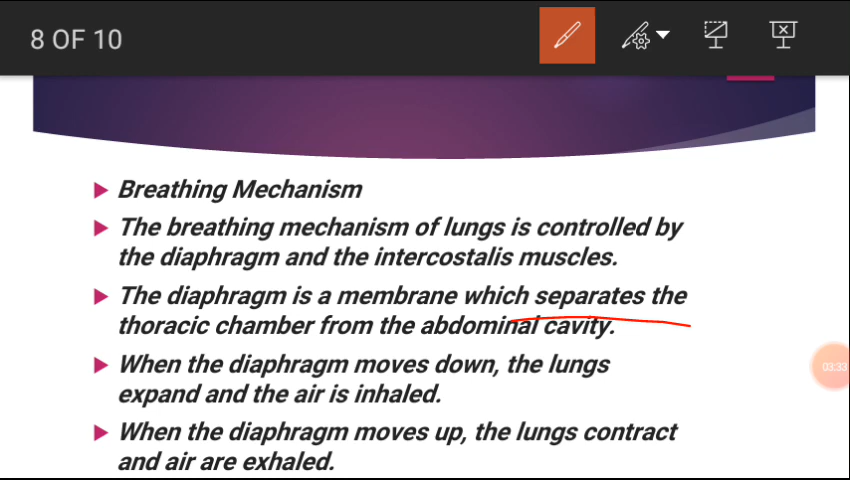 8 OF 10
Breathing Mechanism
The breathing mechanism of lungs is controlled by
the diaphragm and the intercostalis muscles.
The diaphragm is a membrane which separates the
thoracic chamber from the abdominal cavity.
When the diaphragm moves down, the lungs
expand and the air is inhaled.
When the diaphragm moves up, the lungs contract
and air are exhaled.
03:33